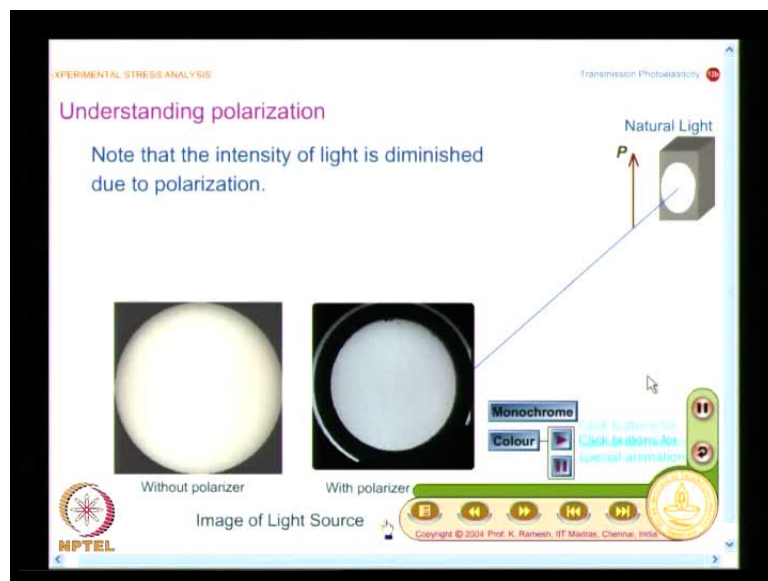 EXPERIMENTAL STRESS ANALYSIS
Transmission Photoelasticity 12b
Understanding polarization
Natural Light
P
Note that the intensity of light is diminished
due to polarization.
Monochrome
Colour
Click buttons for
special animation
Without polarizer
With polarizer
Image of Light Source
NPTEL
Copyright © 2004 Prof. K. Ramesh, IIT Madras, Chennai, India